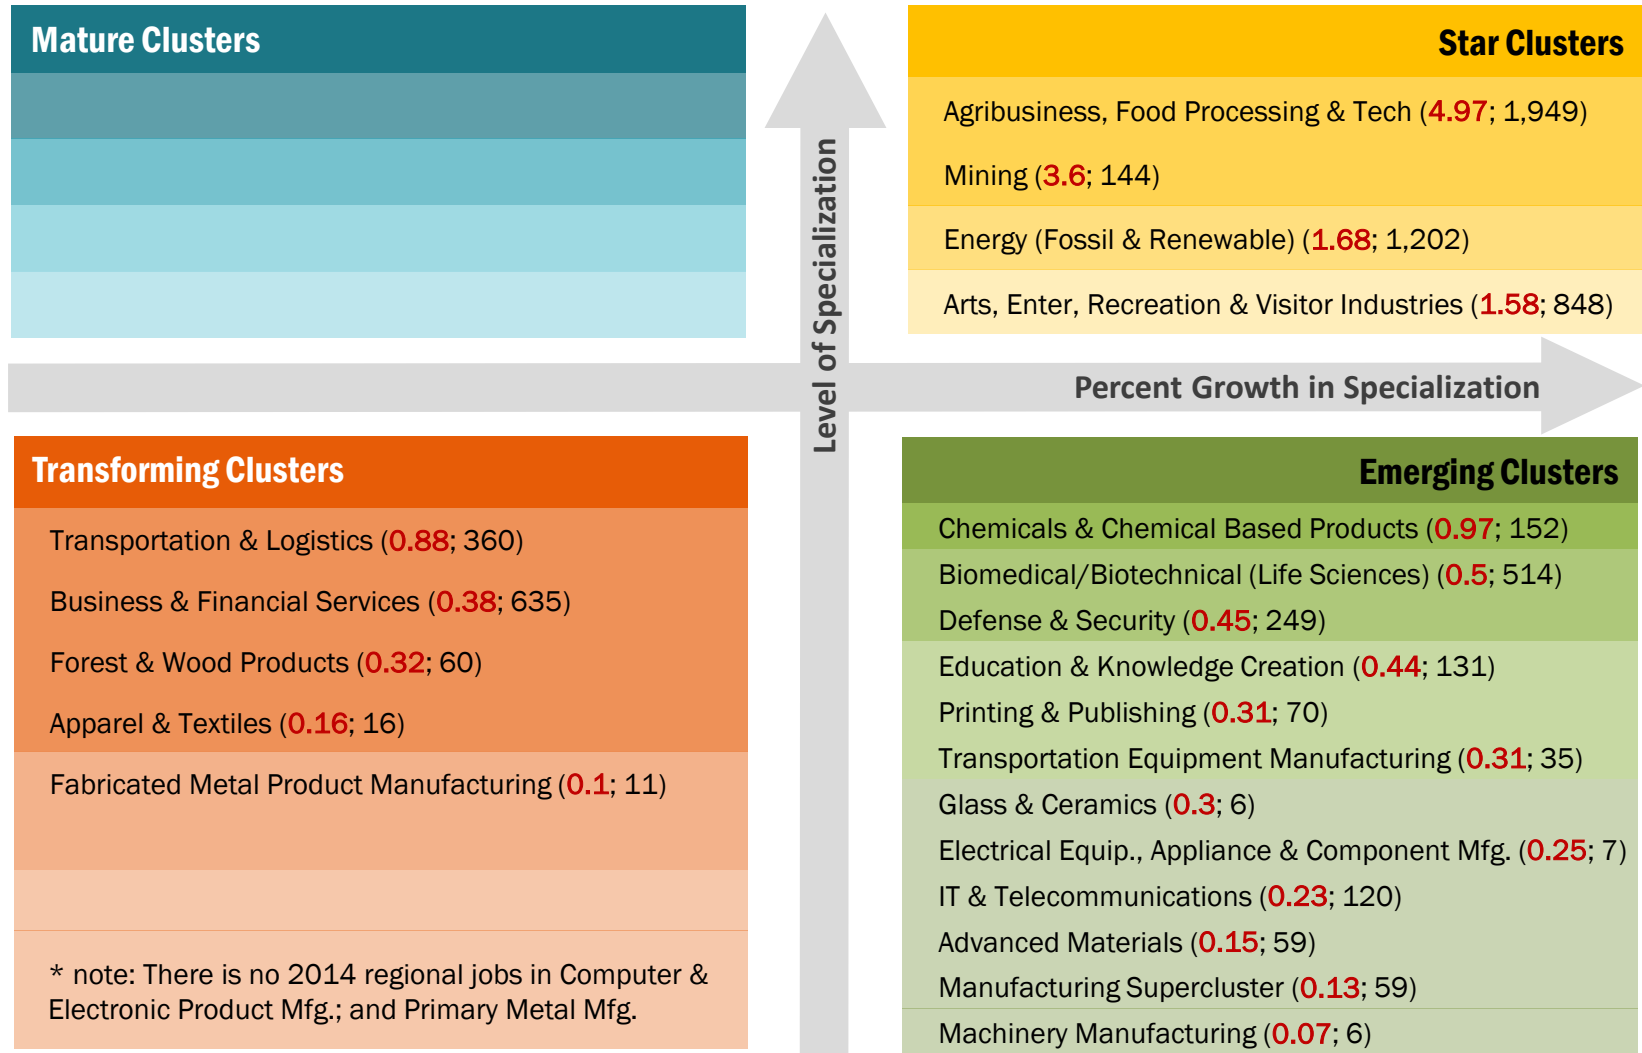 Mature Clusters
Star Clusters
Agribusiness, Food Processing & Tech (4.97; 1,949)
Mining (3.6; 144)
Energy (Fossil & Renewable) (1.68; 1,202)
Arts, Enter, Recreation & Visitor Industries (1.58; 848)
Level of Specialization
Percent Growth in Specialization
Transforming Clusters
Transportation & Logistics (0.88; 360)
Business & Financial Services (0.38; 635)
Forest & Wood Products (0.32; 60)
Apparel & Textiles (0.16; 16)
Fabricated Metal Product Manufacturing (0.1; 11)
* note: There is no 2014 regional jobs in Computer &
Electronic Product Mfg.; and Primary Metal Mfg.
Emerging Clusters
Chemicals & Chemical Based Products (0.97; 152)
Biomedical/Biotechnical (Life Sciences) (0.5; 514)
Defense & Security (0.45; 249)
Education & Knowledge Creation (0.44; 131)
Printing & Publishing (0.31; 70)
Transportation Equipment Manufacturing (0.31; 35)
Glass & Ceramics (0.3; 6)
Electrical Equip., Appliance & Component Mfg. (0.25; 7)
IT & Telecommunications (0.23; 120)
Advanced Materials (0.15; 59)
Manufacturing Supercluster (0.13; 59)
Machinery Manufacturing (0.07; 6)